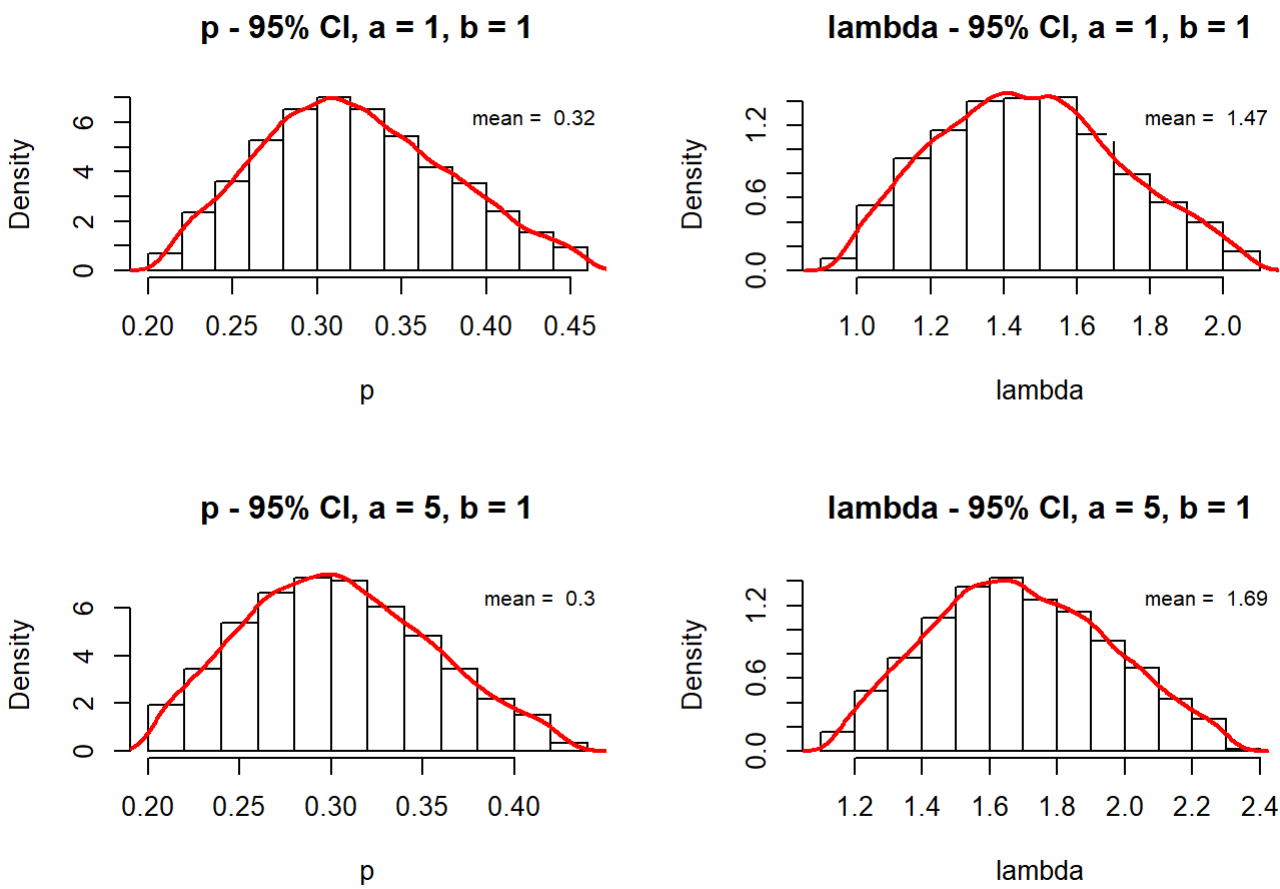 p - 95% CI, a = 1, b = 1
mean =  0.32
Density
0 2 4 6
0.20 0.25 0.30 0.35 0.40 0.45
p
lambda - 95% CI, a = 1, b = 1
mean =  1.47
Density
0.0 0.6 1.2
1.0 1.2 1.4 1.6 1.8 2.0
lambda
p - 95% CI, a = 5, b = 1
mean =  0.3
Density
0 2 4 6
0.20 0.25 0.30 0.35 0.40
p
lambda - 95% CI, a = 5, b = 1
mean =  1.69
Density
0.0 0.6 1.2
1.2 1.4 1.6 1.8 2.0 2.2 2.4
lambda